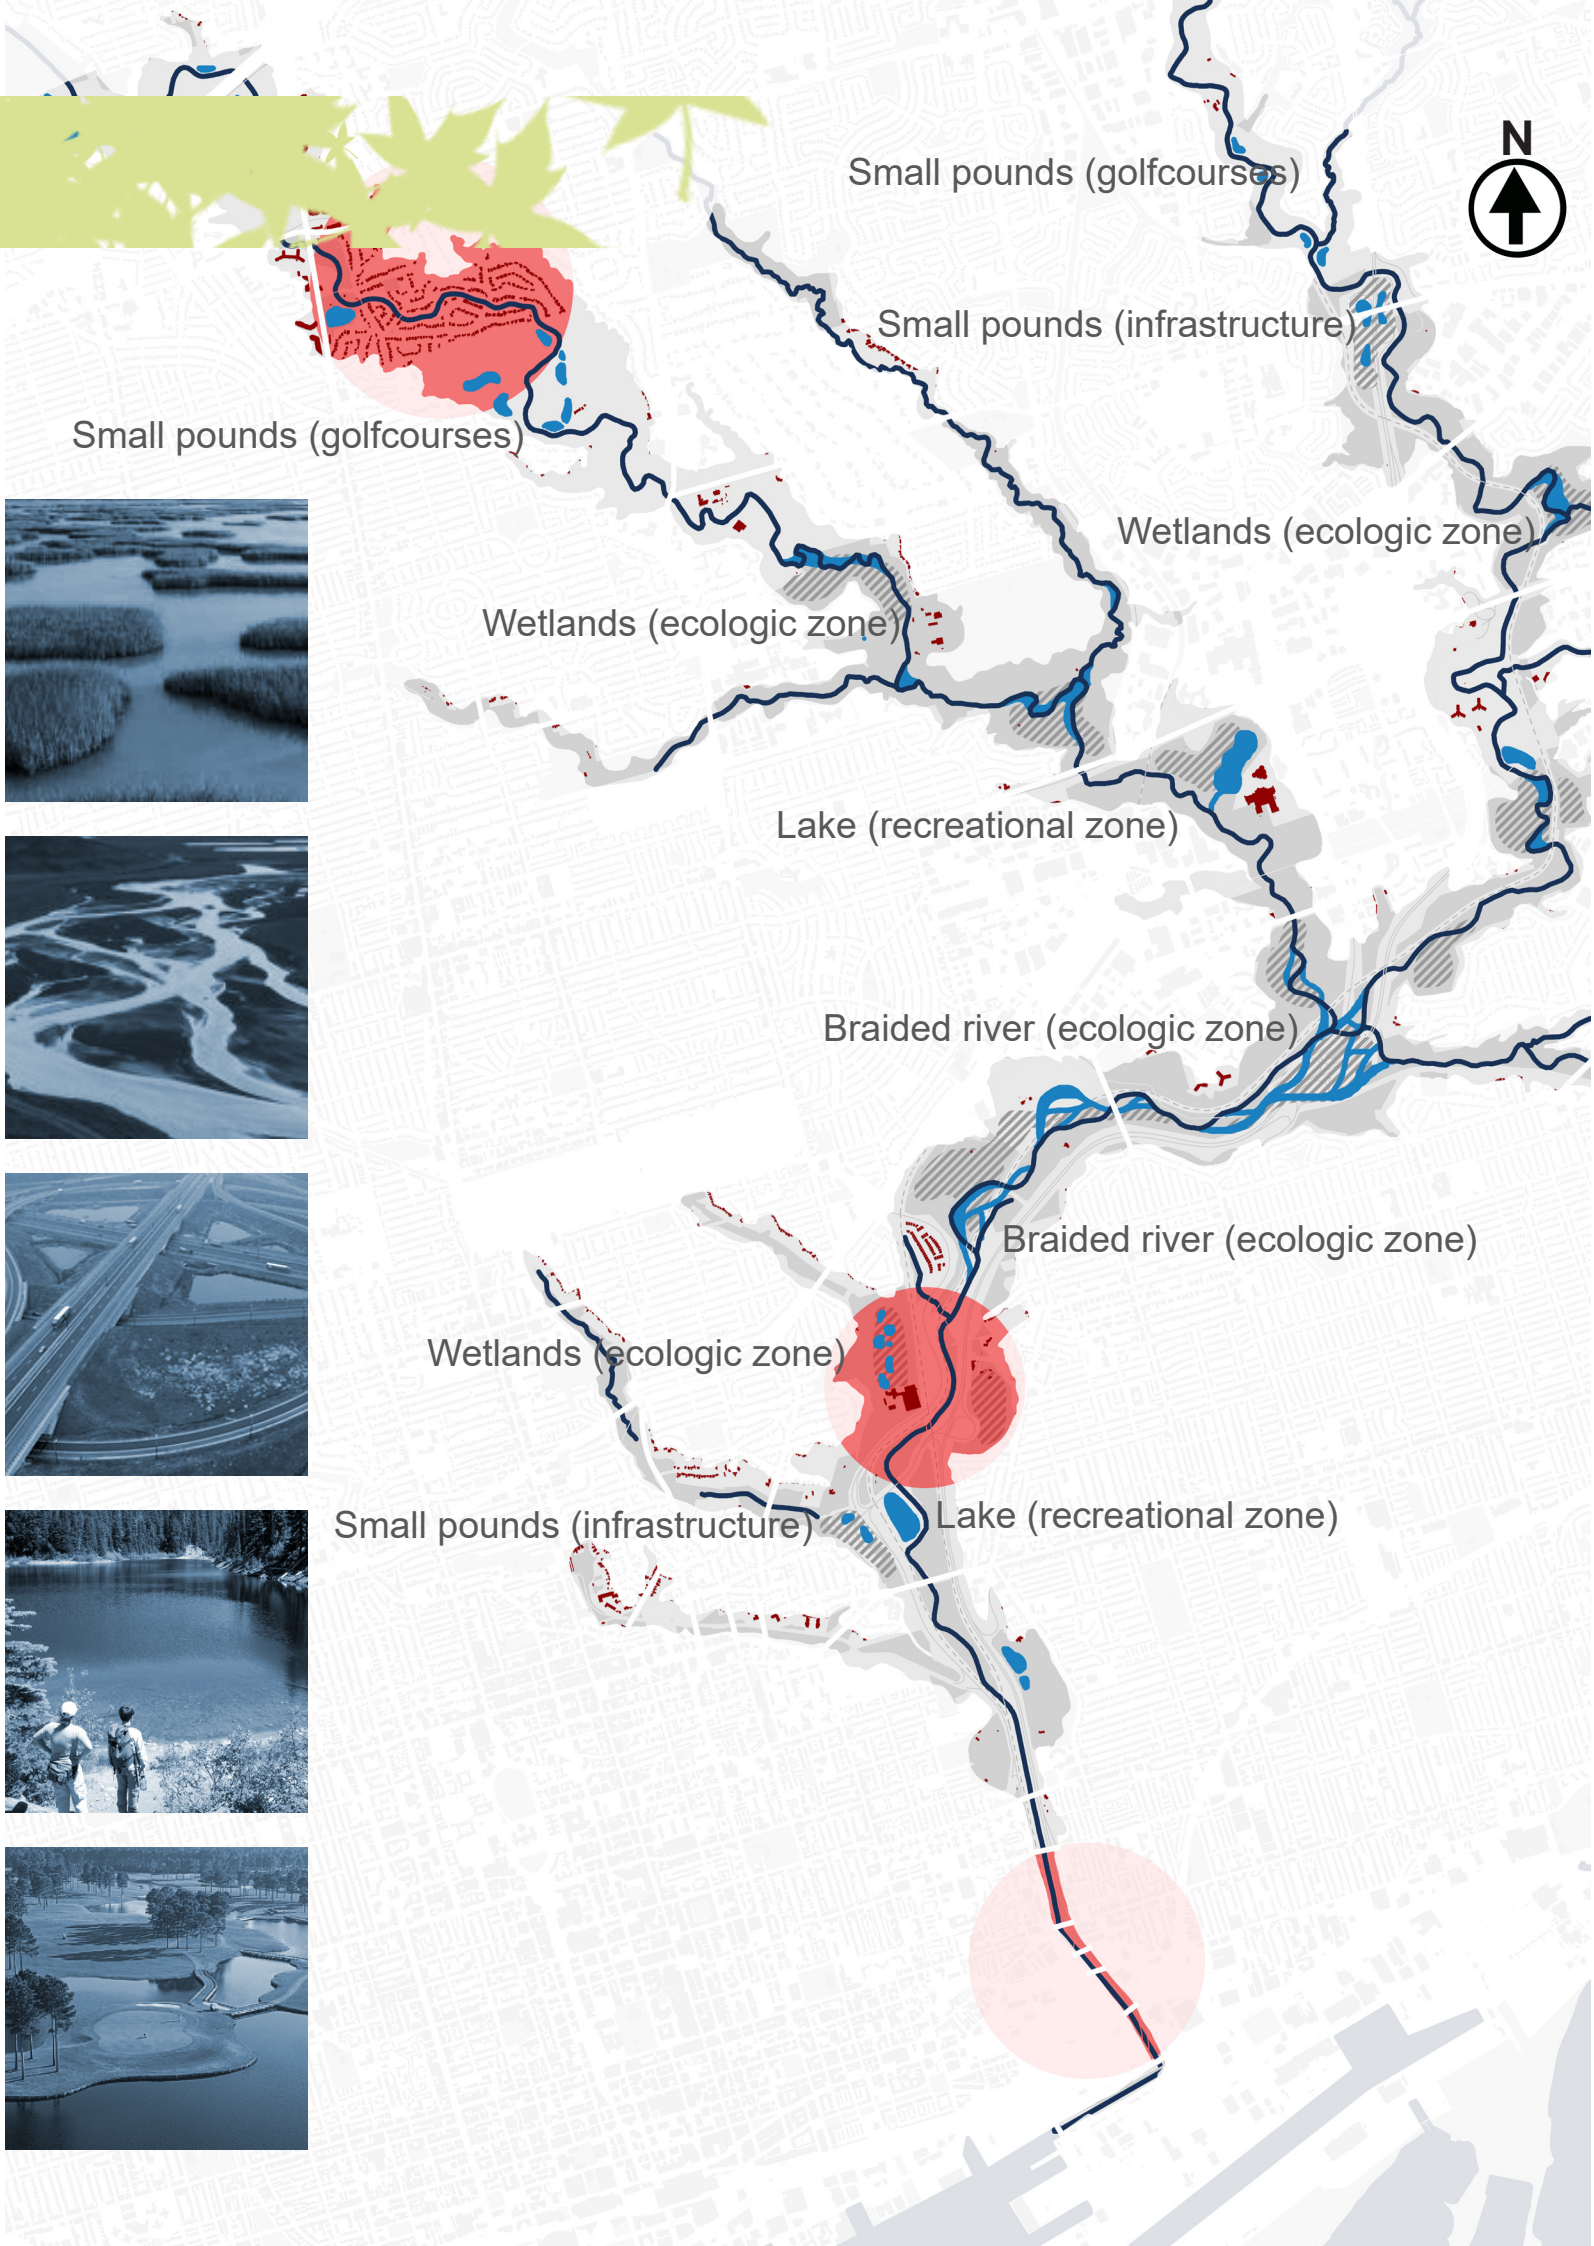 N
Small pounds (golfcourses)
Small pounds (infrastructure)
Small pounds (golfcourses)
Wetlands (ecologic zone)
Wetlands (ecologic zone)
Lake (recreational zone)
Braided river (ecologic zone)
Braided river (ecologic zone)
Wetlands (ecologic zone)
Lake (recreational zone)
Small pounds (infrastructure)